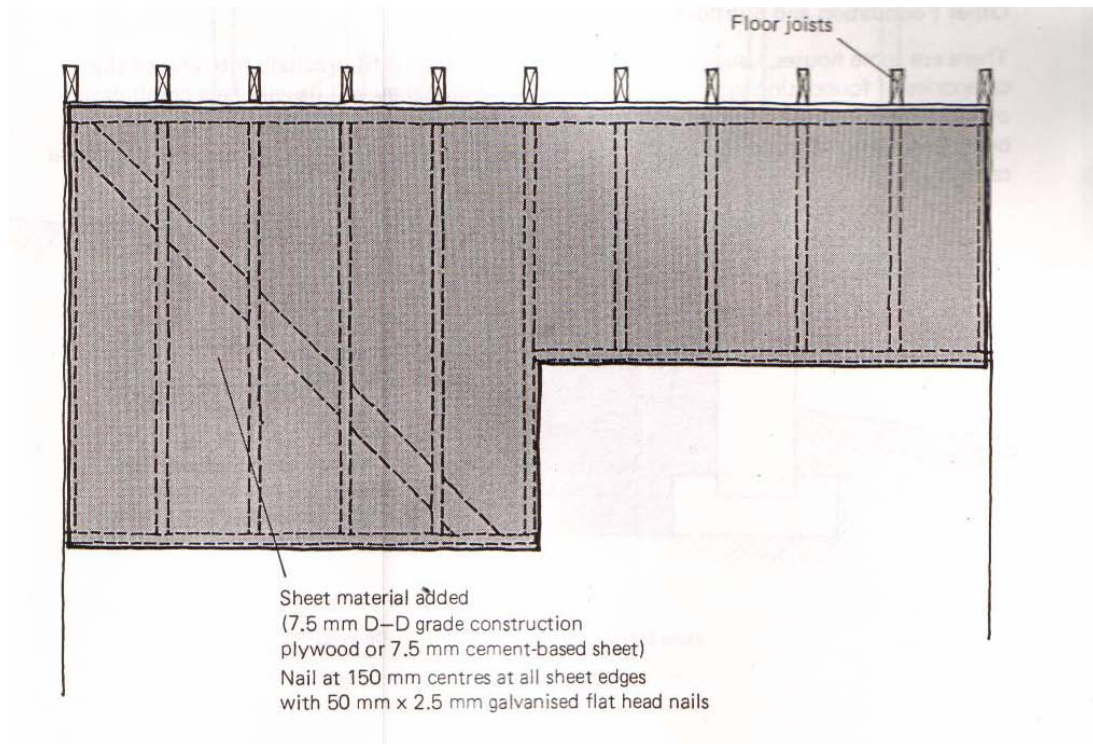 Floor joists
Sheet material added
(7.5 mm D–D grade construction
plywood or 7.5 mm cement-based sheet)
Nail at 150 mm centres at all sheet edges
with 50 mm x 2.5 mm galvanised flat head nails